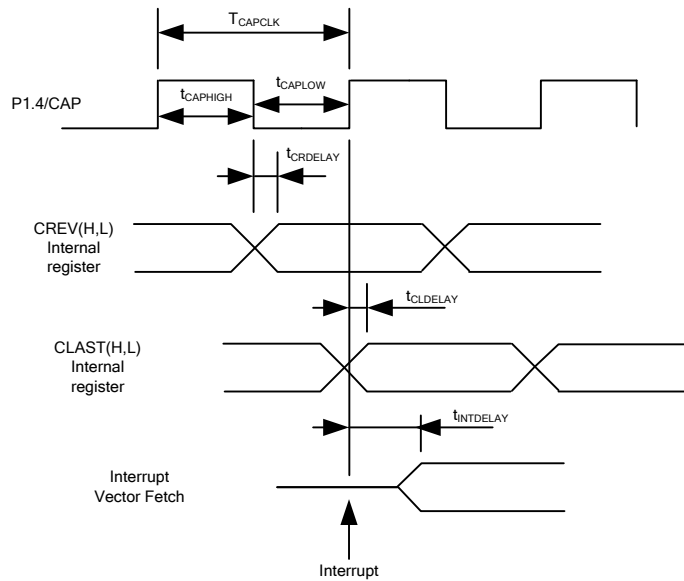 TCAPCLK
P1.4/CAP
tCAPHIGH
tCAPLOW
tCRDELAY
CREV(H,L)
Internal
register
tCLDELAY
CLAST(H,L)
Internal
register
tINTDELAY
Interrupt
Vector Fetch
Interrupt